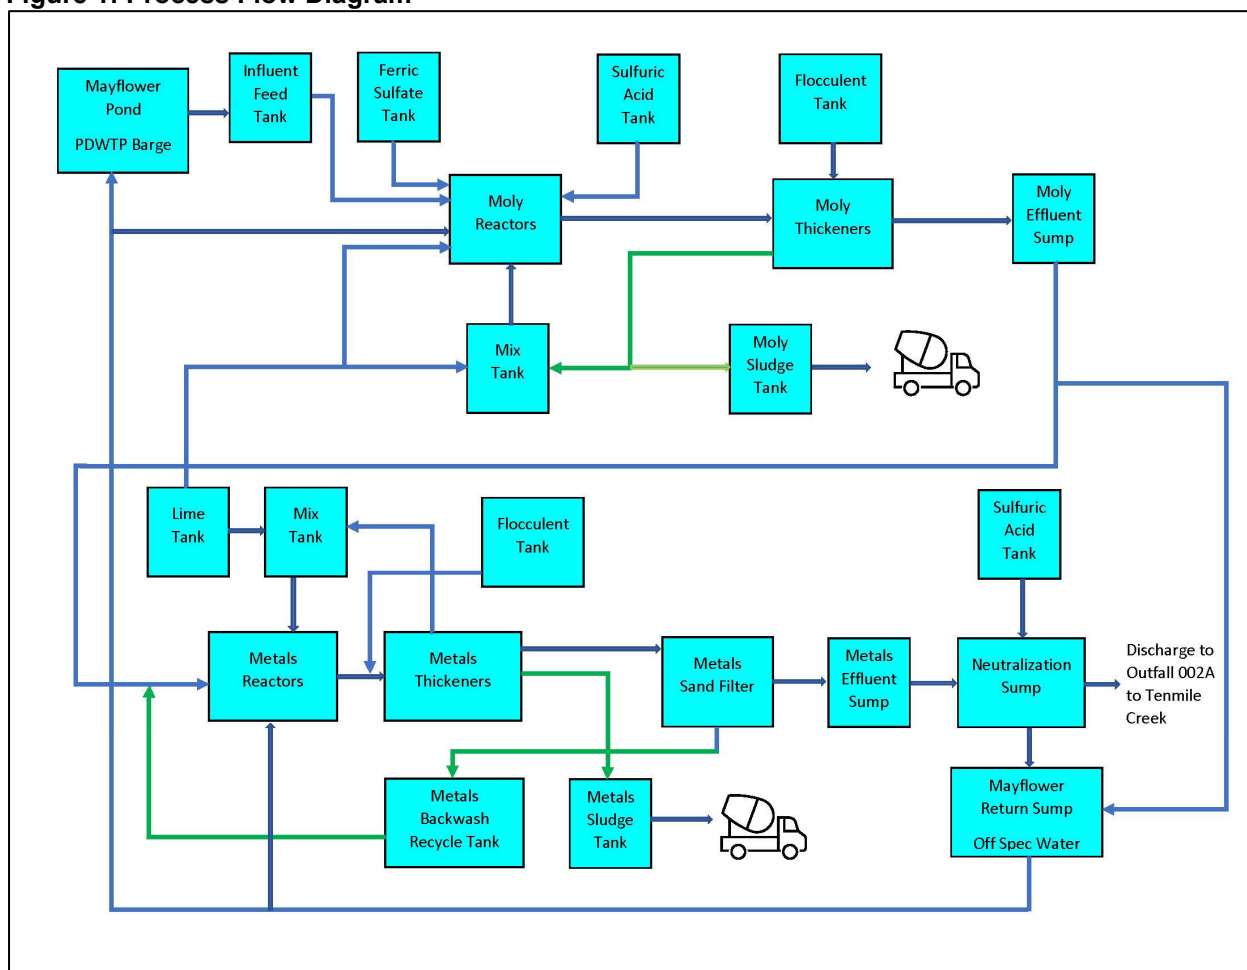 Figure 1: Process Flow Diagram
Mayflower
Pond
PDWTP Barge
Influent
Feed
Tank
Ferric
Sulfate
Tank
Sulfuric
Acid
Tank
Flocculent
Tank
Moly
Reactors
Moly
Thickeners
Moly
Effluent
Sump
Mix
Tank
Moly
Sludge
Tank
Lime
Tank
Mix
Tank
Flocculent
Tank
Sulfuric
Acid
Tank
Metals
Reactors
Metals
Thickeners
Metals
Sand Filter
Metals
Effluent
Sump
Neutralization
Sump
Discharge to
Outfall 002A
to Tenmile
Creek
Metals
Backwash
Recycle Tank
Metals
Sludge
Tank
Mayflower
Return Sump
Off Spec Water